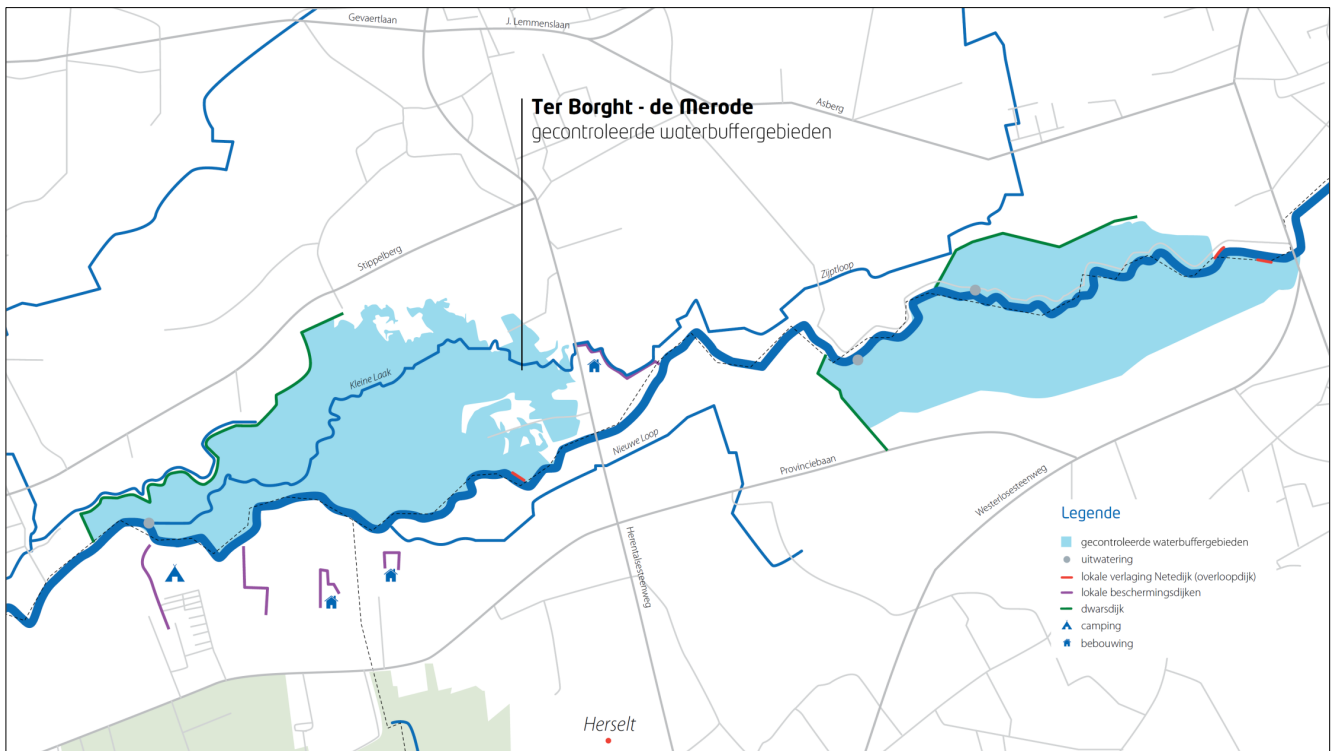 Gevaertlaan
J. Lemmenslaan
Ter Borght - de Merode
gecontroleerde waterbuffergebieden
Asberg
Stippelberg
Zijptloop
Kleine Laak
Nieuwe Loop
Provinciebaan
Westerlosesteenweg
Herentalsesteenweg
Legende
gecontroleerde waterbuffergebieden
uitwatering
lokale verlaging Netedijk (overloopdijk)
lokale beschermingsdijken
dwarsdijk
camping
bebouwing
Herselt